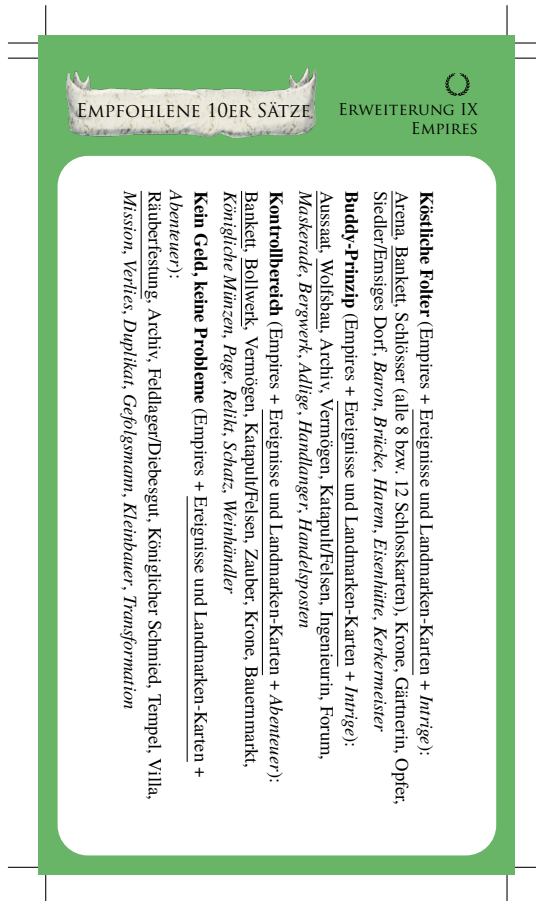 EMPFOHLENE 10ER SÄTZE
ERWEITERUNG IX
EMPIRES
Köstliche Folter (Empires + Ereignisse und Landmarken-Karten + Intrige):
Arena, Bankett, Schlösser (alle 8 bzw. 12 Schlosskarten), Krone, Gärtnerin, Opfer,
Siedler/Emsiges Dorf, Baron, Brücke, Harem, Eisenhütte, Kerkermeister
Buddy-Prinzip (Empires + Ereignisse und Landmarken-Karten + Intrige):
Aussaat, Wolfsbau, Archiv, Vermögen, Katapult/Felsen, Ingenieurin, Forum,
Maskerade, Bergwerk, Adlige, Handlanger, Handelsposten
Kontrollbereich (Empires + Ereignisse und Landmarken-Karten + Abenteuer):
Bankett, Bollwerk, Vermögen, Katapult/Felsen, Zauber, Krone, Bauernmarkt,
Königliche Münzen, Page, Relikt, Schatz, Weinhändler
Kein Geld, keine Probleme (Empires + Ereignisse und Landmarken-Karten +
Abenteuer):
Räuberfestung, Archiv, Feldlager/Diebesgut, Königlicher Schmied, Tempel, Villa,
Mission, Verlies, Duplikat, Gefolgsmann, Kleinbauer, Transformation